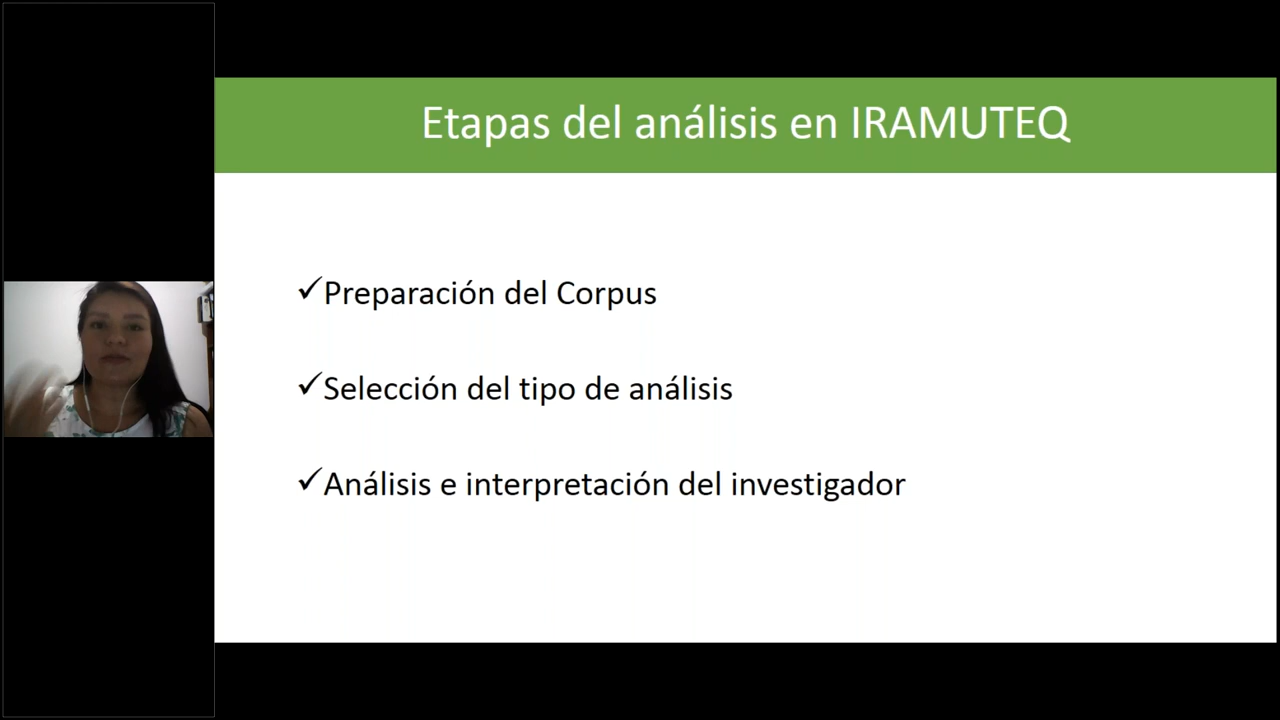 Etapas del análisis en IRAMUTEQ
✓Preparación del Corpus
✓Selección del tipo de análisis
✓Análisis e interpretación del investigador